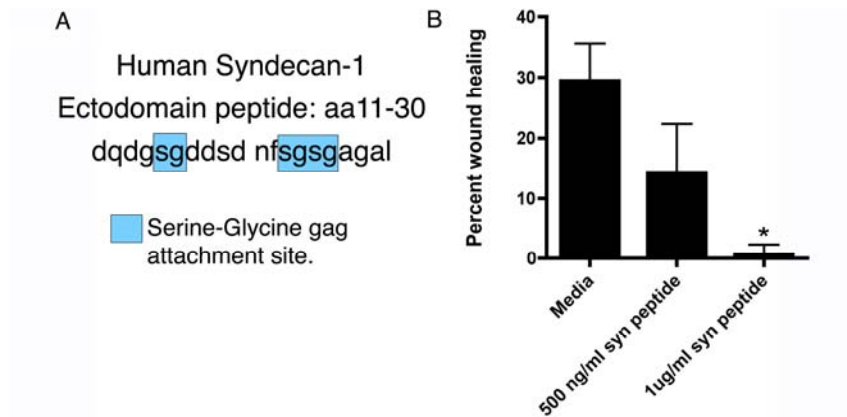 A
Human Syndecan-1
Ectodomain peptide: aa11-30
dqdgsgddsd nfsgsgagal
Serine-Glycine gag
attachment site.
B
Percent wound healing
40
30
20
10
0
*
Media
500 ng/ml syn peptide
1ug/ml syn peptide